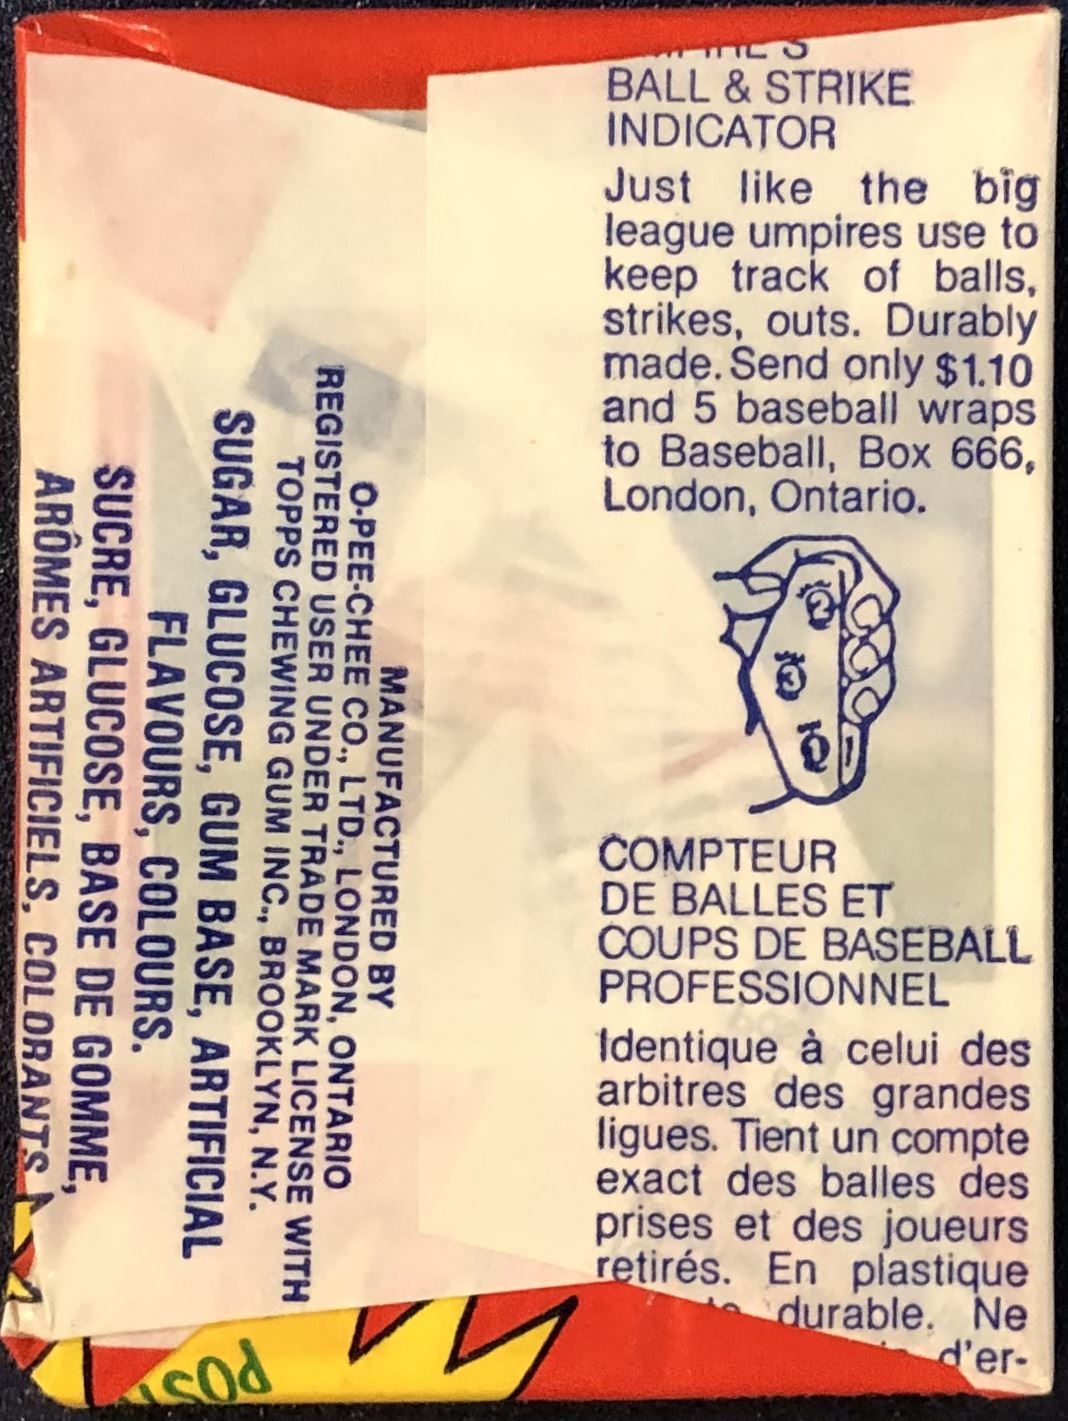 BALL & STRIKE
INDICATOR
Just like the big
league umpires use to
keep track of balls,
strikes, outs. Durably
made. Send only $1.10
and 5 baseball wraps
to Baseball, Box 666,
London, Ontario.
2
3
1
COMPTEUR
DE BALLES ET
COUPS DE BASEBALL
PROFESSIONNEL
Identique à celui des
arbitres des grandes
ligues. Tient un compte
exact des balles des
prises et des joueurs
retirés. En plastique
durable. Ne
d'er-
MANUFACTURED BY
O-PEE-CHEE CO., LTD., LONDON, ONTARIO
REGISTERED USER UNDER TRADE MARK LICENSE WITH
TOPPS CHEWING GUM INC., BROOKLYN, N.Y.
SUGAR, GLUCOSE, GUM BASE, ARTIFICIAL
FLAVOURS, COLOURS.
SUCRE, GLUCOSE, BASE DE GOMME,
ARÔMES ARTIFICIELS, COLORANTS